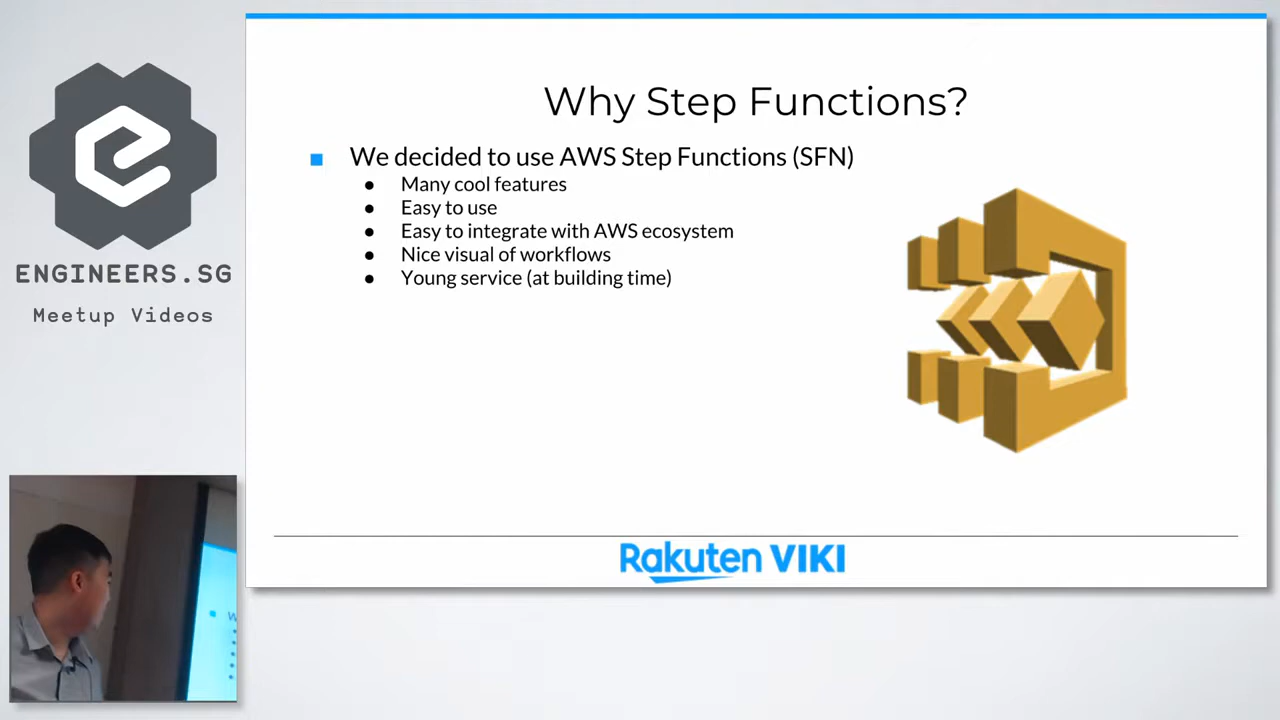 ENGINEERS.SG
Meetup Videos
Why Step Functions?
We decided to use AWS Step Functions (SFN)
Many cool features
Easy to use
Easy to integrate with AWS ecosystem
Nice visual of workflows
Young service (at building time)
Rakuten VIKI